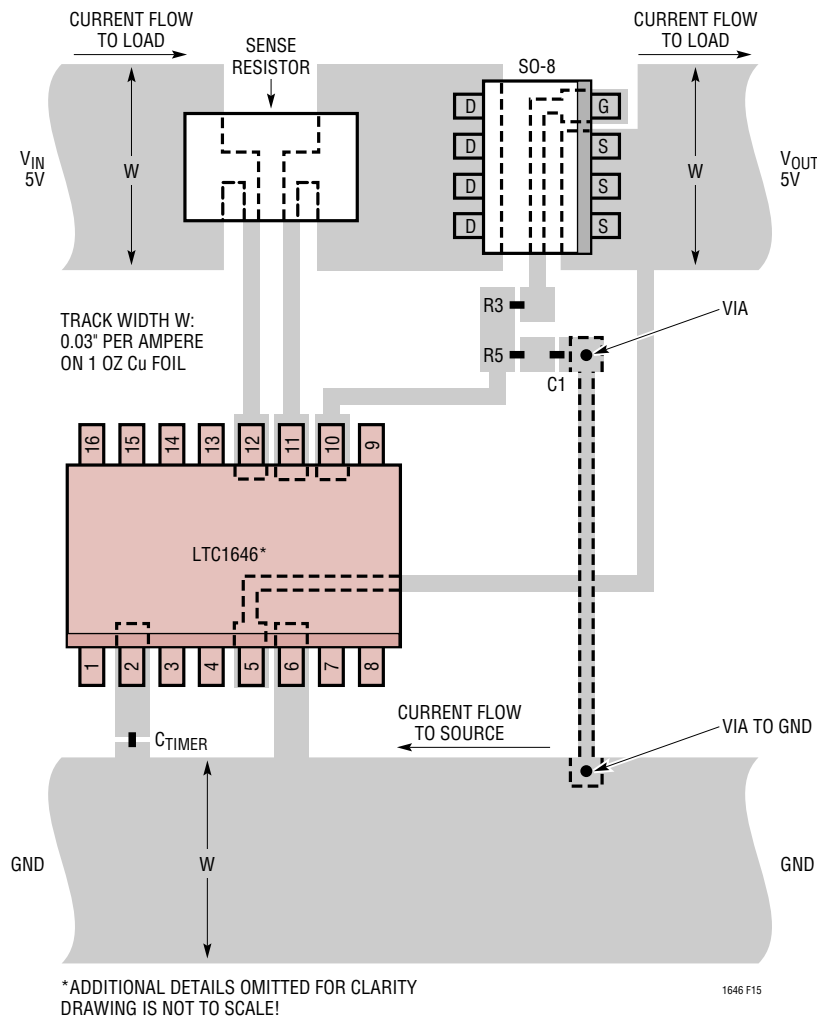 CURRENT FLOW
TO LOAD
SENSE
RESISTOR
CURRENT FLOW
TO LOAD
SO-8
D
D
D
D
G
S
S
S
VIN
5V
W
W
VOUT
5V
TRACK WIDTH W:
0.03" PER AMPERE
ON 1 OZ Cu FOIL
R3
R5
C1
VIA
16
15
14
13
12
11
10
9
LTC1646*
1
2
3
4
5
6
7
8
CTIMER
CURRENT FLOW
TO SOURCE
VIA TO GND
GND
W
GND
*ADDITIONAL DETAILS OMITTED FOR CLARITY
DRAWING IS NOT TO SCALE!
1646 F15